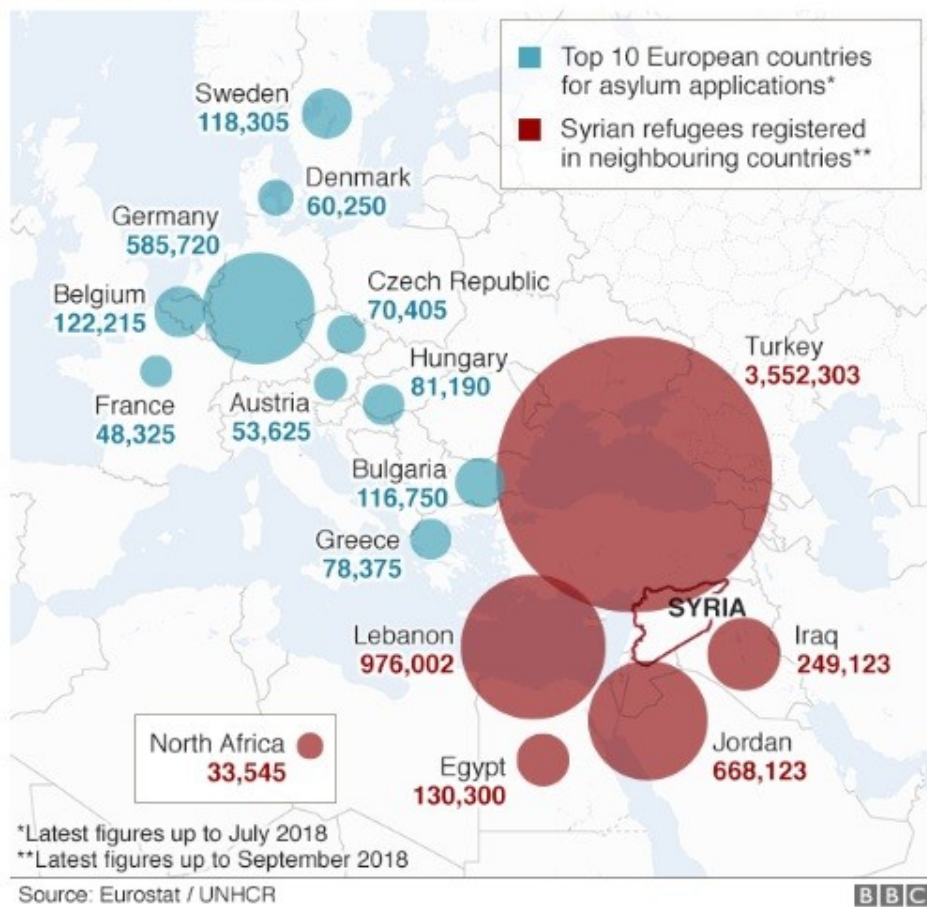 Top 10 European countries
for asylum applications*
Syrian refugees registered
in neighbouring countries**
Sweden
118,305
Denmark
60,250
Germany
585,720
Belgium
122,215
Czech Republic
70,405
France
48,325
Austria
53,625
Hungary
81,190
Turkey
3,552,303
Bulgaria
116,750
Greece
78,375
SYRIA
Lebanon
976,002
Iraq
249,123
North Africa
33,545
Egypt
130,300
Jordan
668,123
*Latest figures up to July 2018
**Latest figures up to September 2018
Source: Eurostat / UNHCR
BBC